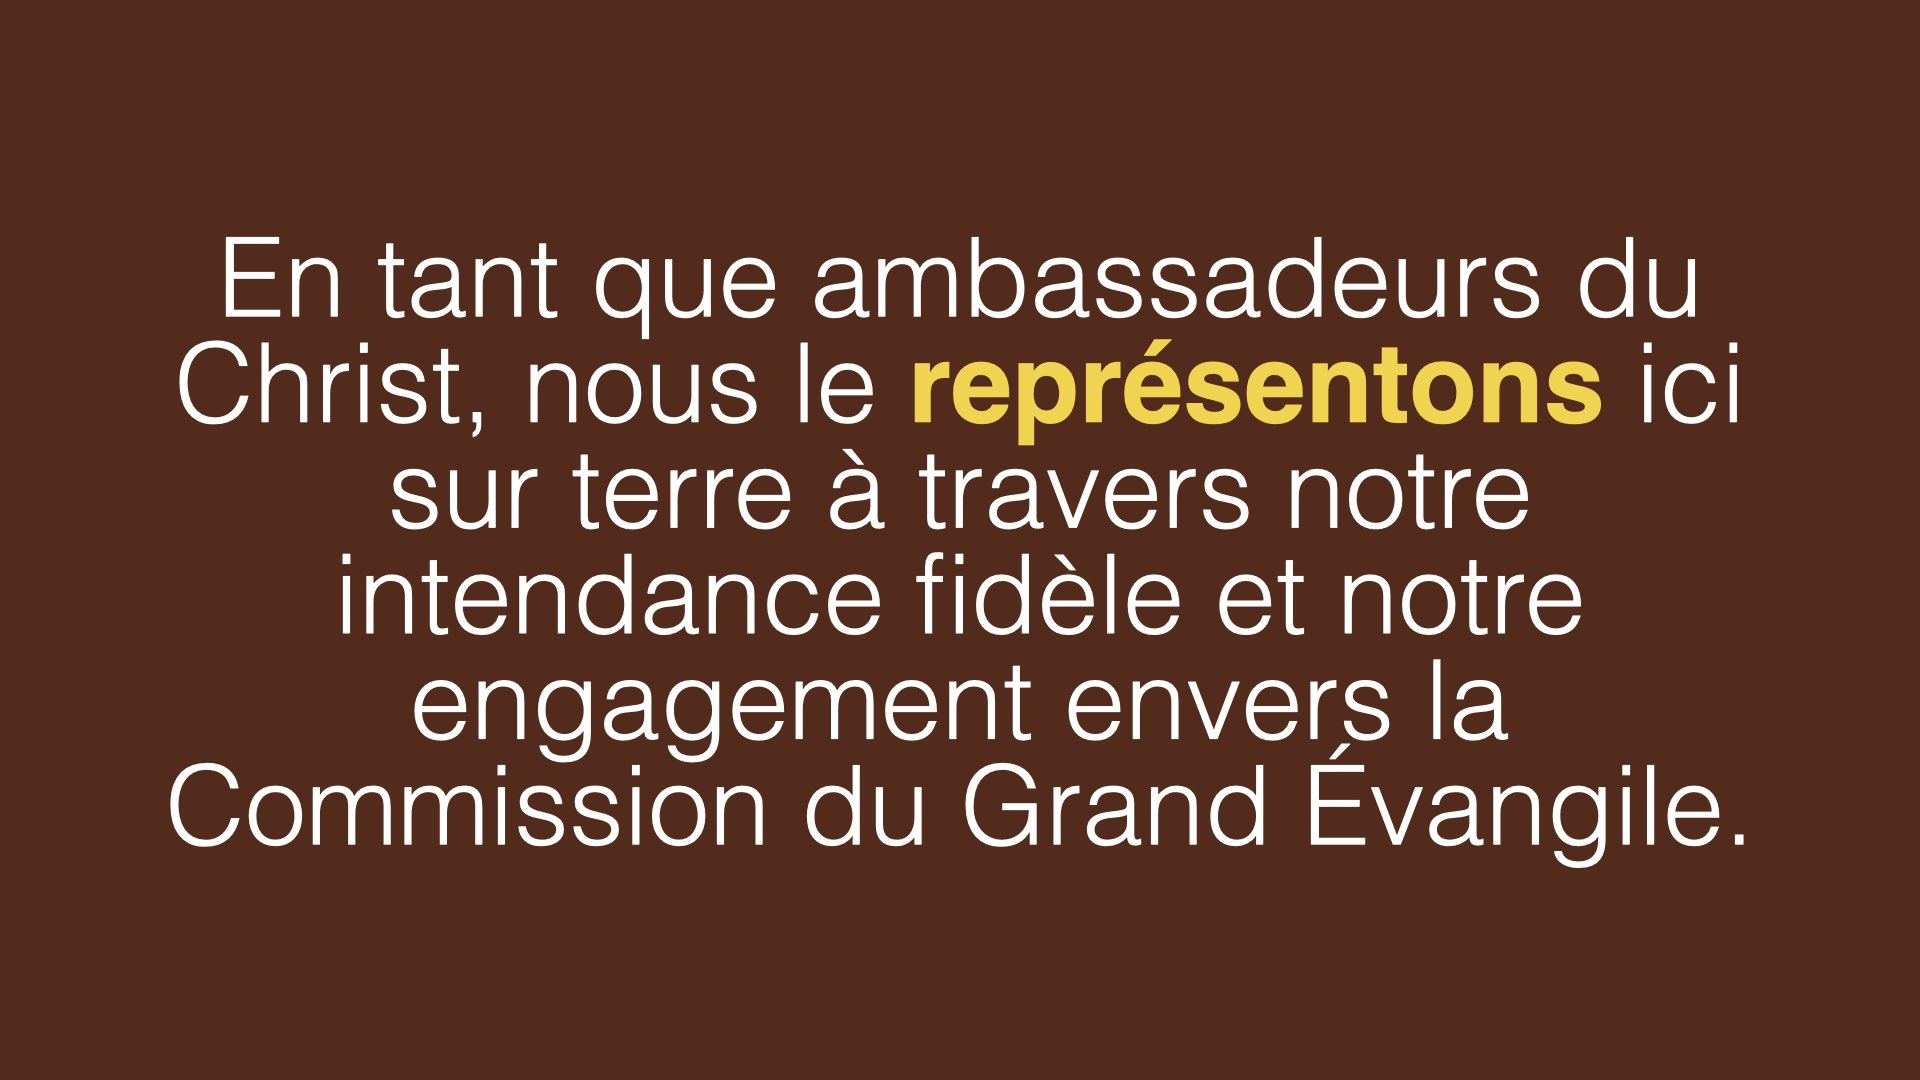 En tant que ambassadeurs du
Christ, nous le représentons ici
sur terre à travers notre
intendance fidèle et notre
engagement envers la
Commission du Grand Évangile.